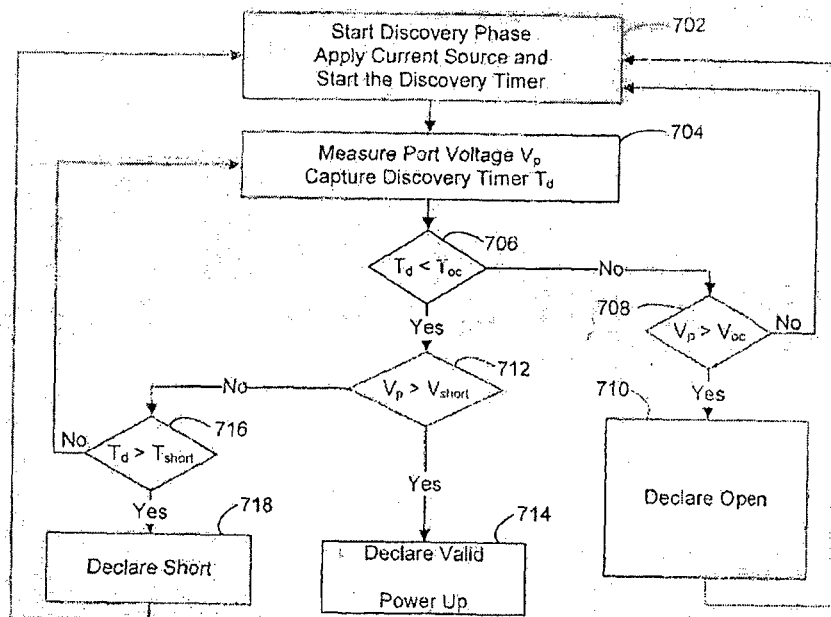 Start Discovery Phase
Apply Current Source and
Start the Discovery Timer
702
704
Measure Port Voltage Vp
Capture Discovery Timer Td
706
Td < Toc
No
708
Yes
Vp > Voc
No
712
No
Vp > Vshort
710
Yes
716
No
Td > Tshort
Yes
Declare Open
Yes
718
714
Declare Short
Declare Valid
Power Up